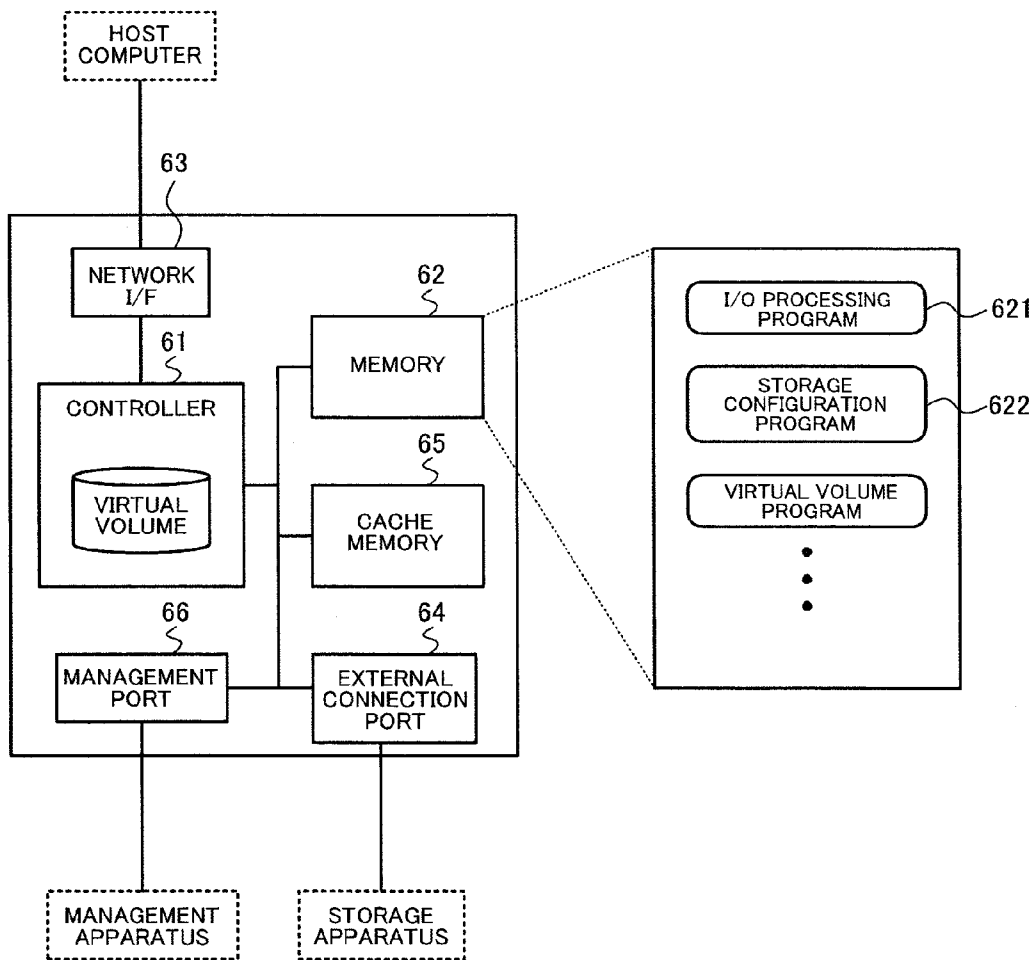 HOST
COMPUTER
63
NETWORK
I/F
61
CONTROLLER
VIRTUAL
VOLUME
62
MEMORY
65
CACHE
MEMORY
66
MANAGEMENT
PORT
64
EXTERNAL
CONNECTION
PORT
MANAGEMENT
APPARATUS
STORAGE
APPARATUS
I/O PROCESSING
PROGRAM
621
STORAGE
CONFIGURATION
PROGRAM
622
VIRTUAL VOLUME
PROGRAM